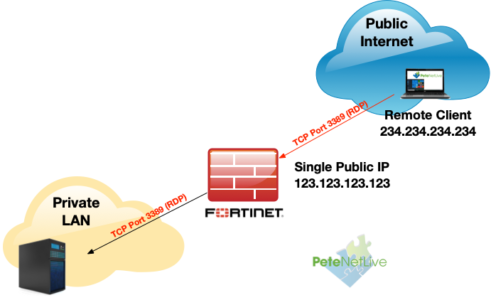 Public
Internet
PeteNetLive
Remote Client
234.234.234.234
TCP Port 3389 (RDP)
Single Public IP
123.123.123.123
FORTINET
TCP Port 3389 (RDP)
Private
LAN
PeteNetLive